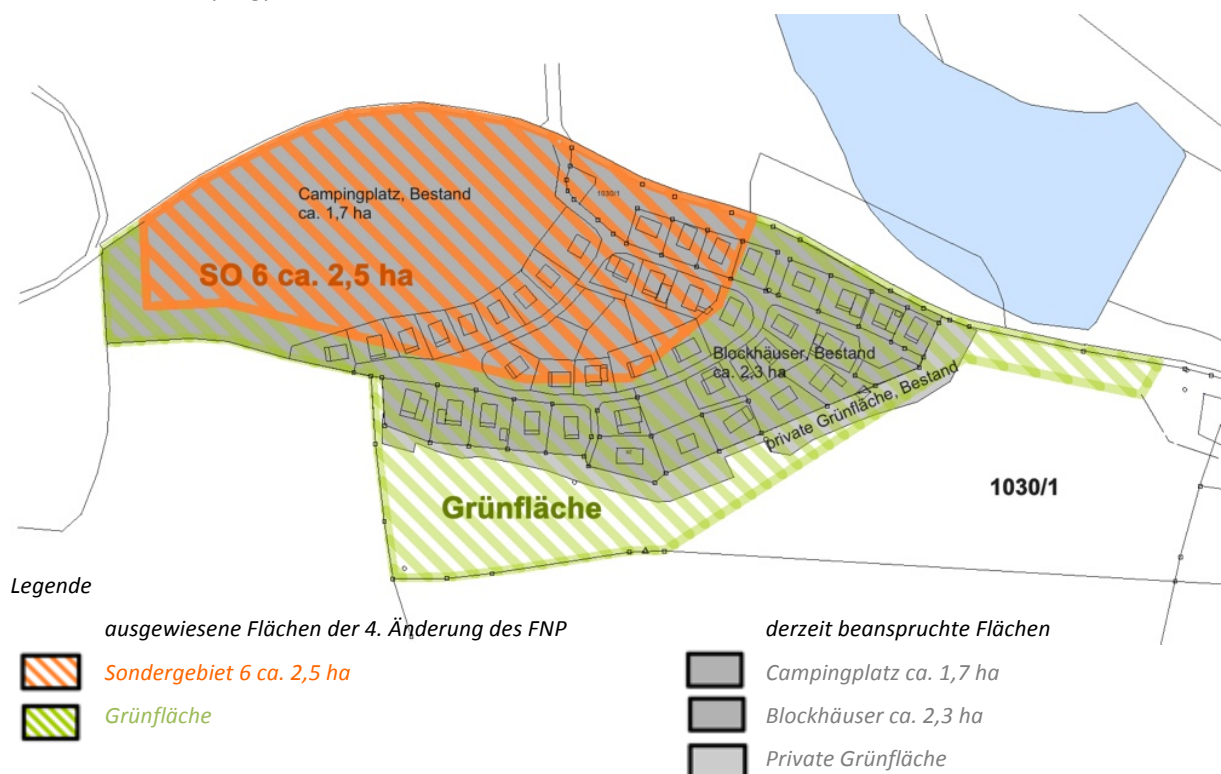 Campingplatz, Bestand
ca. 1,7 ha
1030/1
SO 6 ca. 2,5 ha
Blockhäuser, Bestand
ca. 2,3 ha
private Grünfläche, Bestand
1030/1
Grünfläche
Legende
ausgewiesene Flächen der 4. Änderung des FNP
Sondergebiet 6 ca. 2,5 ha
Grünfläche
derzeit beanspruchte Flächen
Campingplatz ca. 1,7 ha
Blockhäuser ca. 2,3 ha
Private Grünfläche